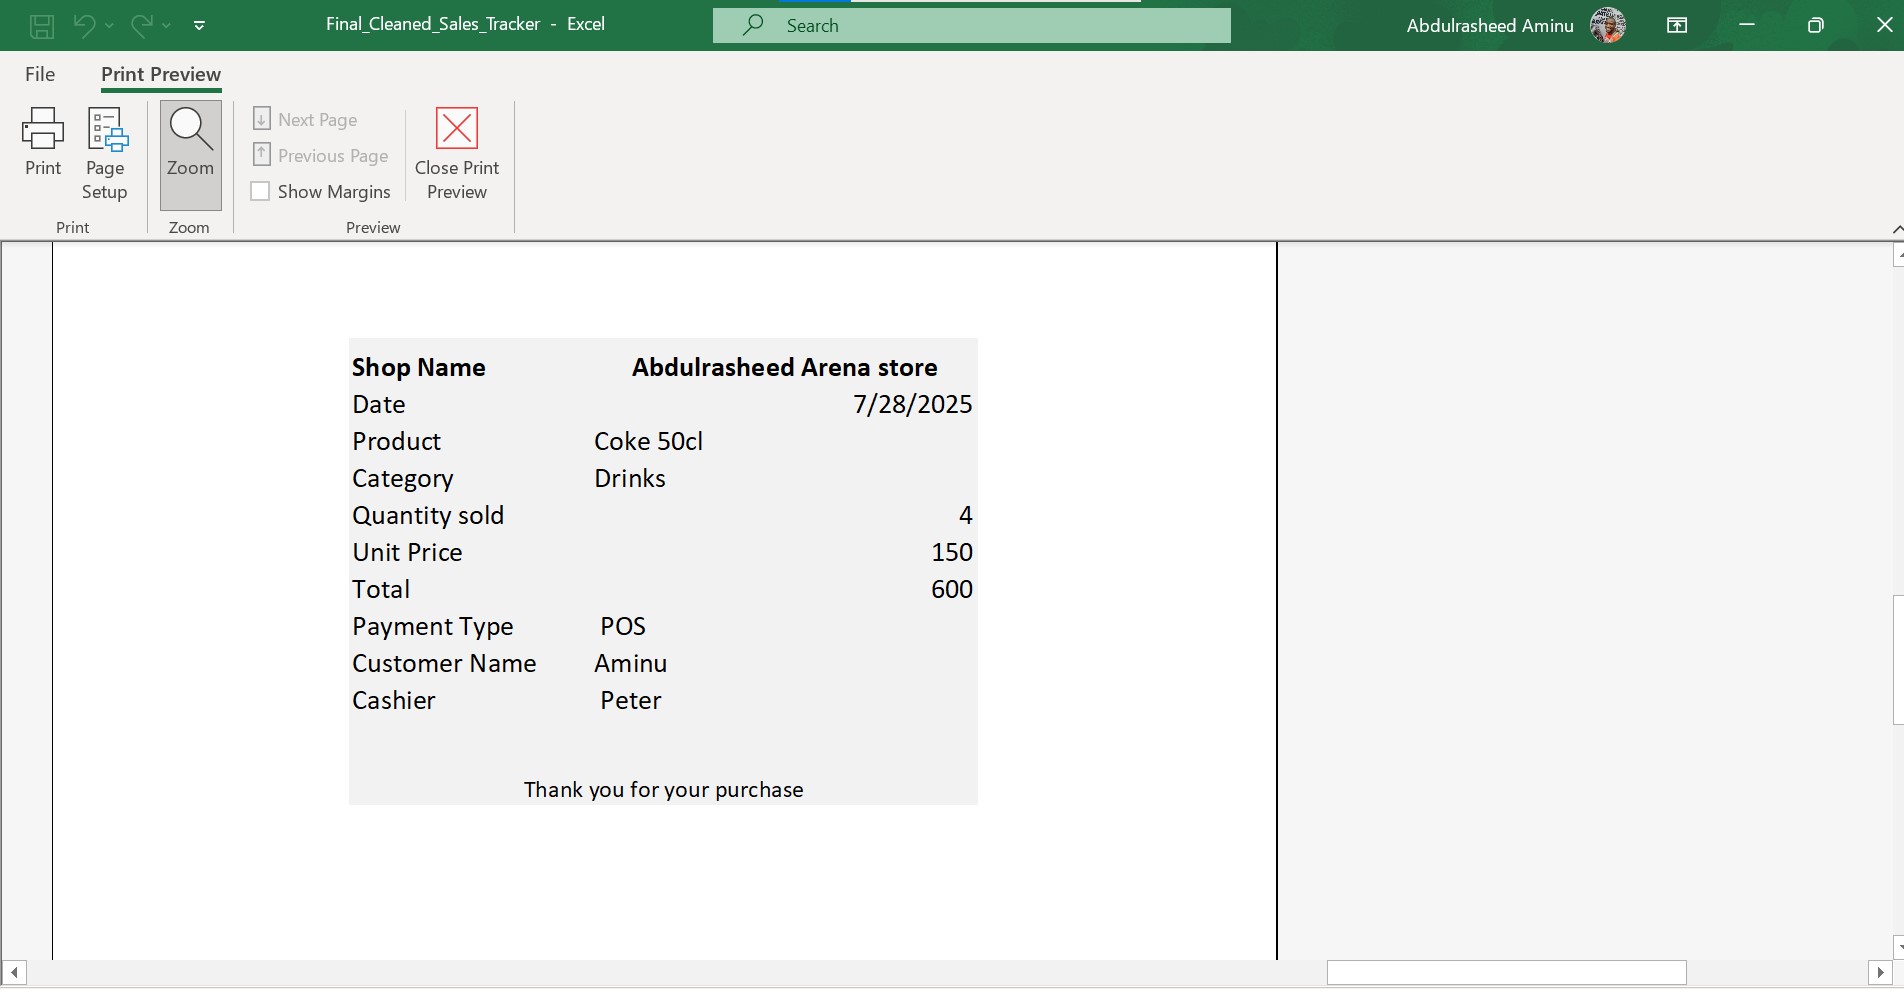 Final_Cleaned_Sales_Tracker - Excel
Search
Abdulrasheed Aminu
File
Print Preview
Print
Page Setup
Zoom
Next Page
Previous Page
Show Margins
Close Print Preview
Print
Zoom
Preview
Shop Name Abdulrasheed Arena store
Date 7/28/2025
Product Coke 50cl
Category Drinks
Quantity sold 4
Unit Price 150
Total 600
Payment Type POS
Customer Name Aminu
Cashier Peter
Thank you for your purchase